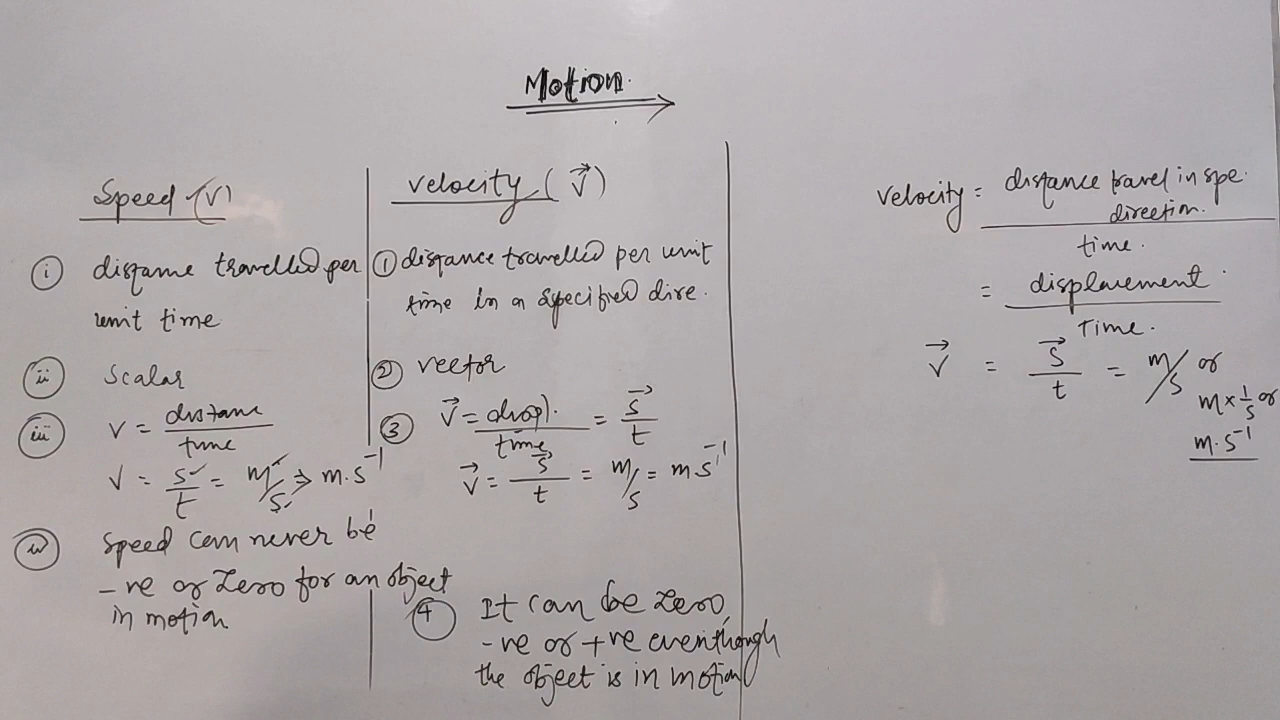 Motion.
Speed (V)
(i) distance travelled per
unit time
(ii) Scalar
(iii) V = distance / time
V = s/t = m/s ⇒ m.s⁻¹
(iv) Speed can never be
-ve or zero for an object
in motion
velocity (V⃗)
(1) distance travelled per unit
time in a specified dire.
(2) vector
(3) V⃗ = displ. / time = S⃗/t
V⃗ = S⃗/t = m/s = m s⁻¹
(4) It can be zero,
-ve or +ve eventhough
the object is in motion
velocity = distance travel in spe.
direction. / time.
= displacement / Time.
V⃗ = S⃗/t = m/s or
m × 1/s or
m.s⁻¹